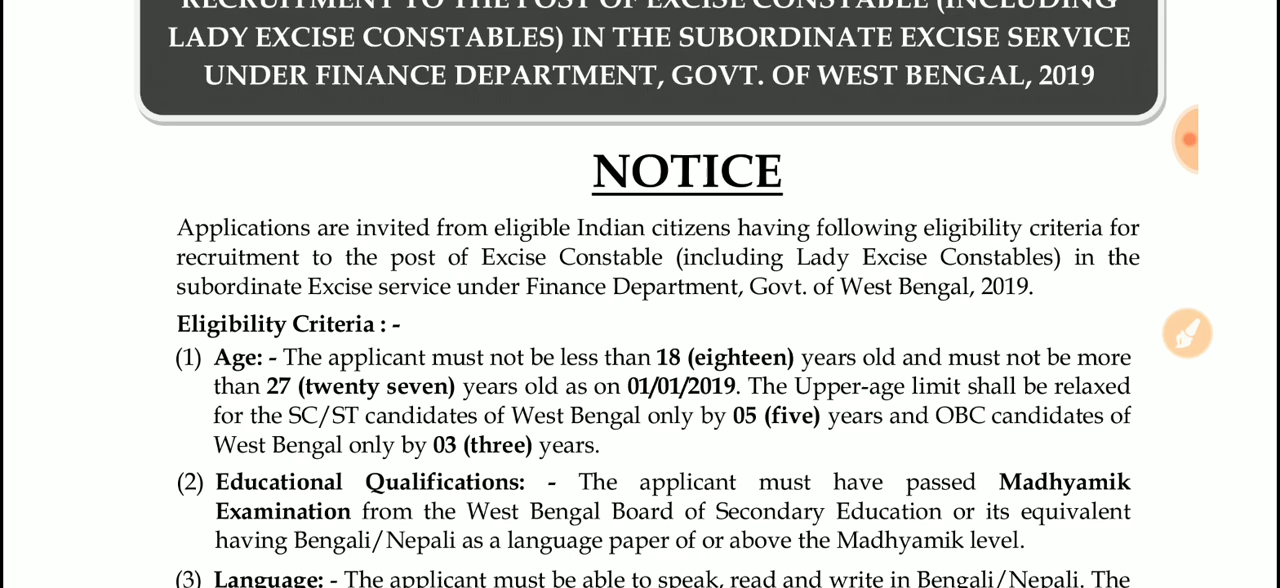 RECRUITMENT TO THE POST OF EXCISE CONSTABLE (INCLUDING
LADY EXCISE CONSTABLES) IN THE SUBORDINATE EXCISE SERVICE
UNDER FINANCE DEPARTMENT, GOVT. OF WEST BENGAL, 2019
NOTICE
Applications are invited from eligible Indian citizens having following eligibility criteria for
recruitment to the post of Excise Constable (including Lady Excise Constables) in the
subordinate Excise service under Finance Department, Govt. of West Bengal, 2019.
Eligibility Criteria : -
(1) Age: - The applicant must not be less than 18 (eighteen) years old and must not be more
than 27 (twenty seven) years old as on 01/01/2019. The Upper-age limit shall be relaxed
for the SC/ST candidates of West Bengal only by 05 (five) years and OBC candidates of
West Bengal only by 03 (three) years.
(2) Educational Qualifications: - The applicant must have passed Madhyamik
Examination from the West Bengal Board of Secondary Education or its equivalent
having Bengali/Nepali as a language paper of or above the Madhyamik level.
(3) Language: - The applicant must be able to speak, read and write in Bengali/Nepali. The